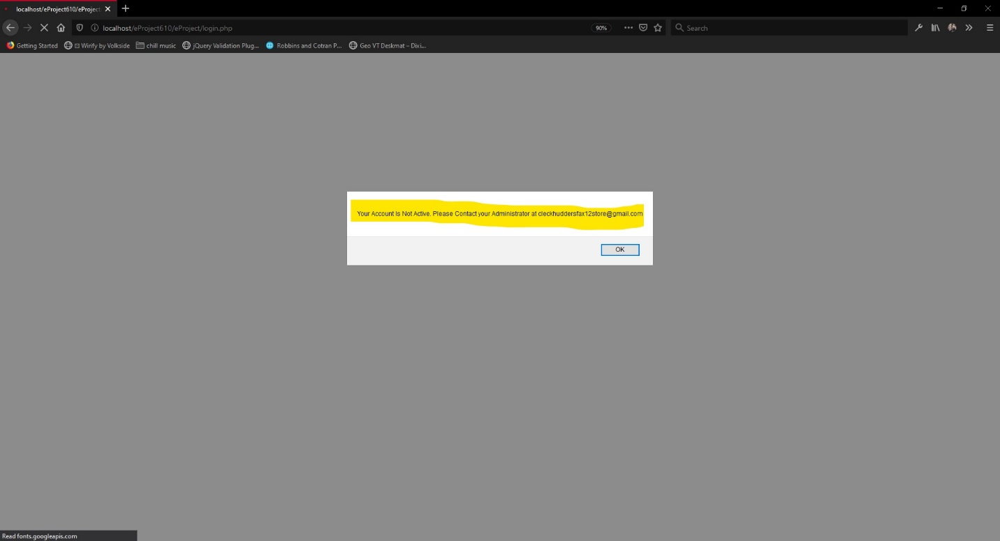 localhost/eProject610/eProject
localhost/eProject610/eProject/login.php
90%
Search
Getting Started
Wirify by Volkside
chill music
jQuery Validation Plug...
Robbins and Cotran P...
Geo VT Deskmat – Dixi...
Your Account is Not Active. Please Contact your Administrator at cleckhuddersfax12store@gmail.com
OK
Read fonts.googleapis.com